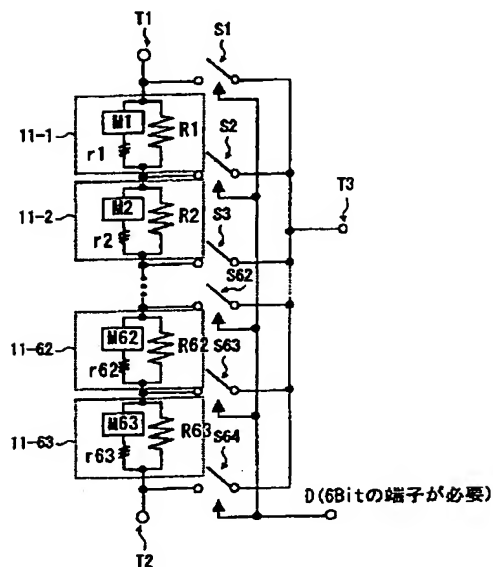 T1
S1
11-1
M1
R1
r1
S2
11-2
M2
R2
r2
S3
T3
S62
11-62
M62
R62
r62
S63
11-63
M63
R63
r63
S64
D(6Bitの端子が必要)
T2